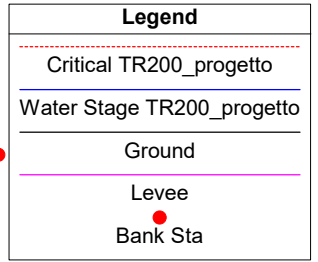 Legend
Critical TR200_progetto
Water Stage TR200_progetto
Ground
Levee
Bank Sta